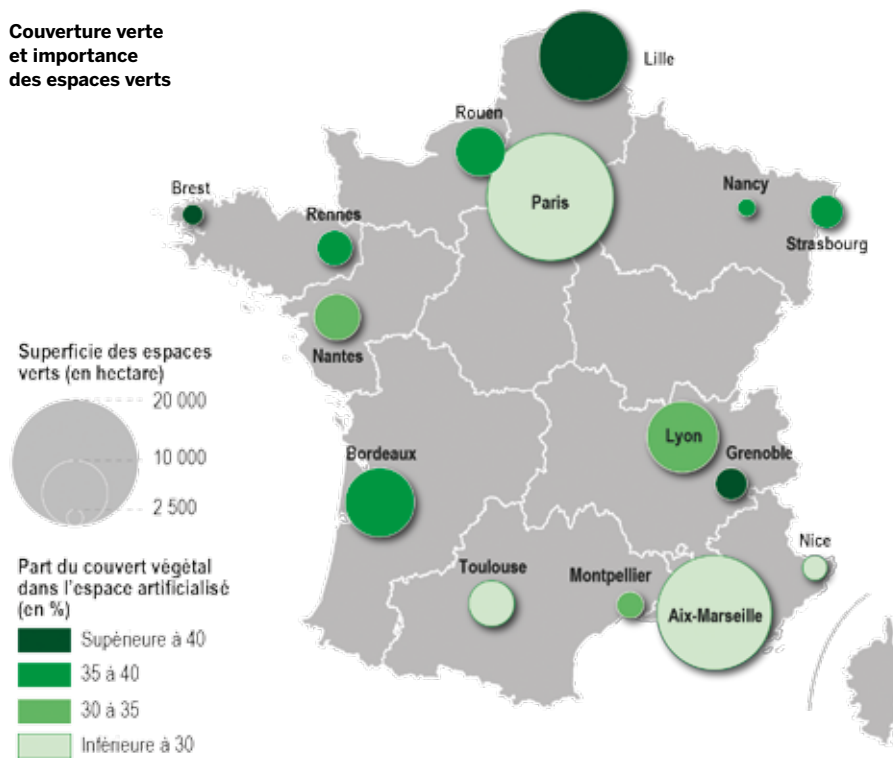 Couverture verte
et importance
des espaces verts
Lille
Rouen
Paris
Brest
Nancy
Rennes
Strasbourg
Nantes
Superficie des espaces
verts (en hectare)
20 000
10 000
2 500
Lyon
Bordeaux
Grenoble
Nice
Toulouse
Montpellier
Aix-Marseille
Part du couvert végétal
dans l'espace artificialisé
(en %)
Supérieure à 40
35 à 40
30 à 35
Inférieure à 30